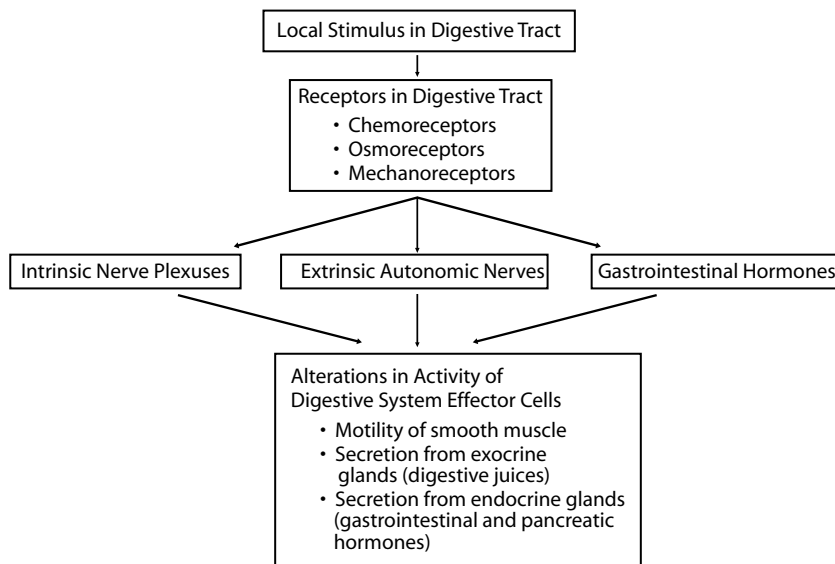 Local Stimulus in Digestive Tract
Receptors in Digestive Tract
• Chemoreceptors
• Osmoreceptors
• Mechanoreceptors
Intrinsic Nerve Plexuses
Extrinsic Autonomic Nerves
Gastrointestinal Hormones
Alterations in Activity of
Digestive System Effector Cells
• Motility of smooth muscle
• Secretion from exocrine
glands (digestive juices)
• Secretion from endocrine glands
(gastrointestinal and pancreatic
hormones)